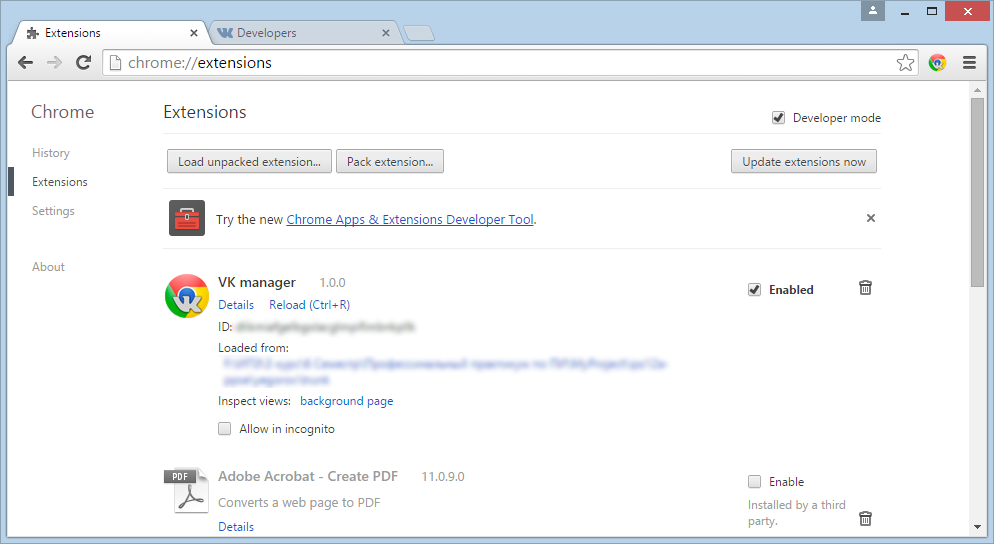 Extensions
Developers
chrome://extensions
Chrome
Extensions
Developer mode
History
Extensions
Settings
About
Load unpacked extension...
Pack extension...
Update extensions now
Try the new Chrome Apps & Extensions Developer Tool.
VK manager 1.0.0
Enabled
Details Reload (Ctrl+R)
ID:
Loaded from:
Inspect views: background page
Allow in incognito
PDF
Adobe Acrobat - Create PDF 11.0.9.0
Enable
Converts a web page to PDF
Installed by a third
party.
Details